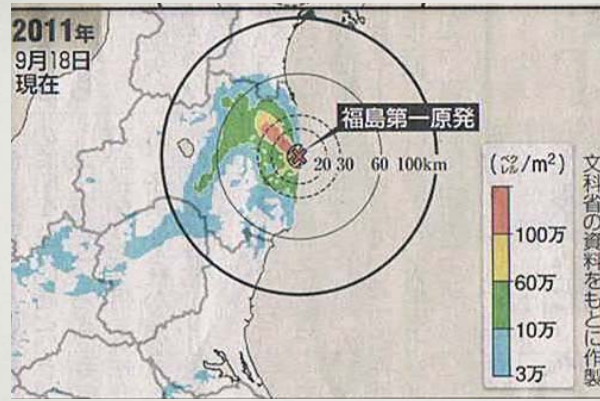 2011年
9月18日
現在
福島第一原発
20 30 60 100km
(ベクレル/m²)
100万
60万
10万
3万
文科省の資料をもとに作製